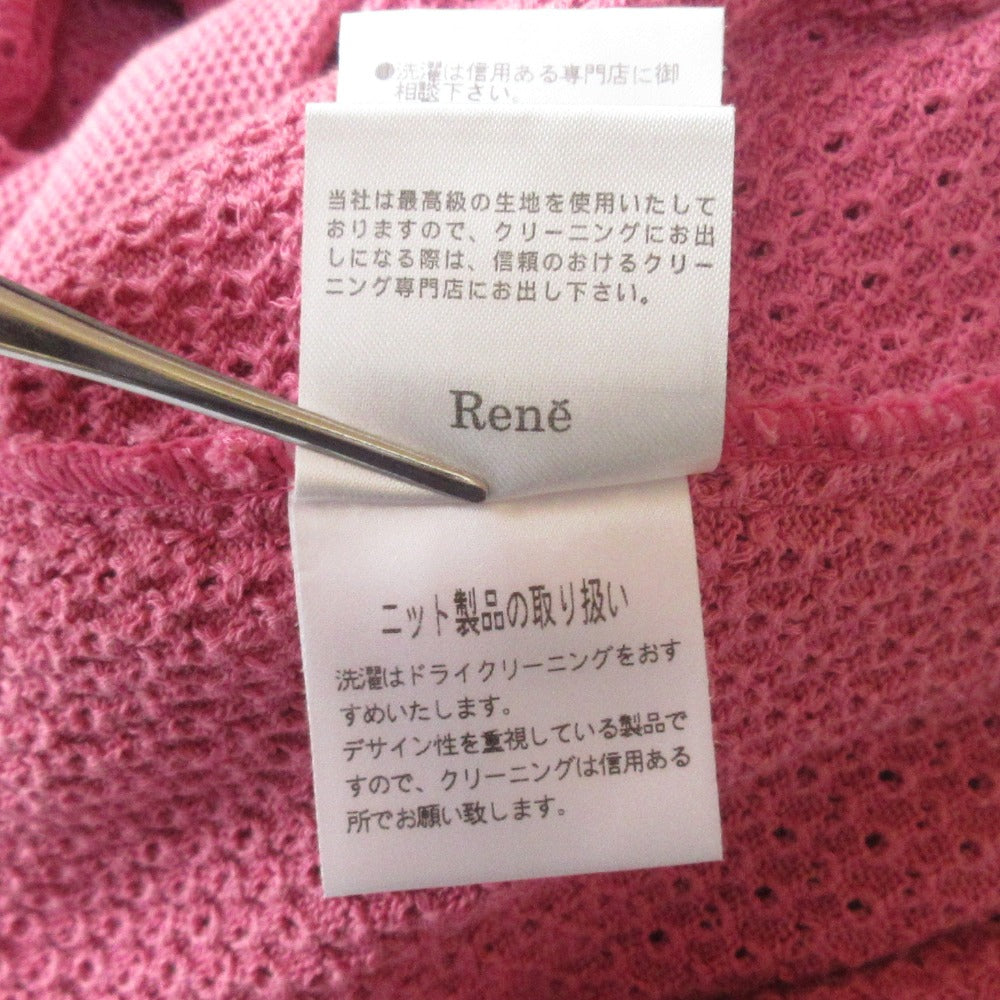 ●洗濯は信用ある専門店に御
相談下さい。
当社は最高級の生地を使用いたして
おりますので、クリーニングにお出
しになる際は、信頼のおけるクリー
ニング専門店にお出し下さい。
Reně
ニット製品の取り扱い
洗濯はドライクリーニングをおす
すめいたします。
デザイン性を重視している製品で
すので、クリーニングは信用ある
所でお願い致します。